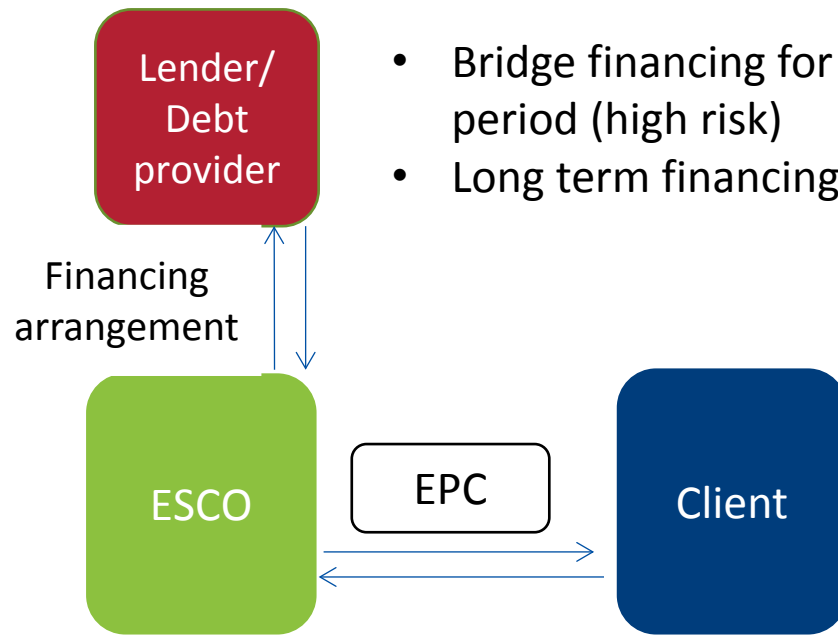 Lender/
Debt
provider
• Bridge financing for
period (high risk)
• Long term financing
Financing
arrangement
ESCO
EPC
Client